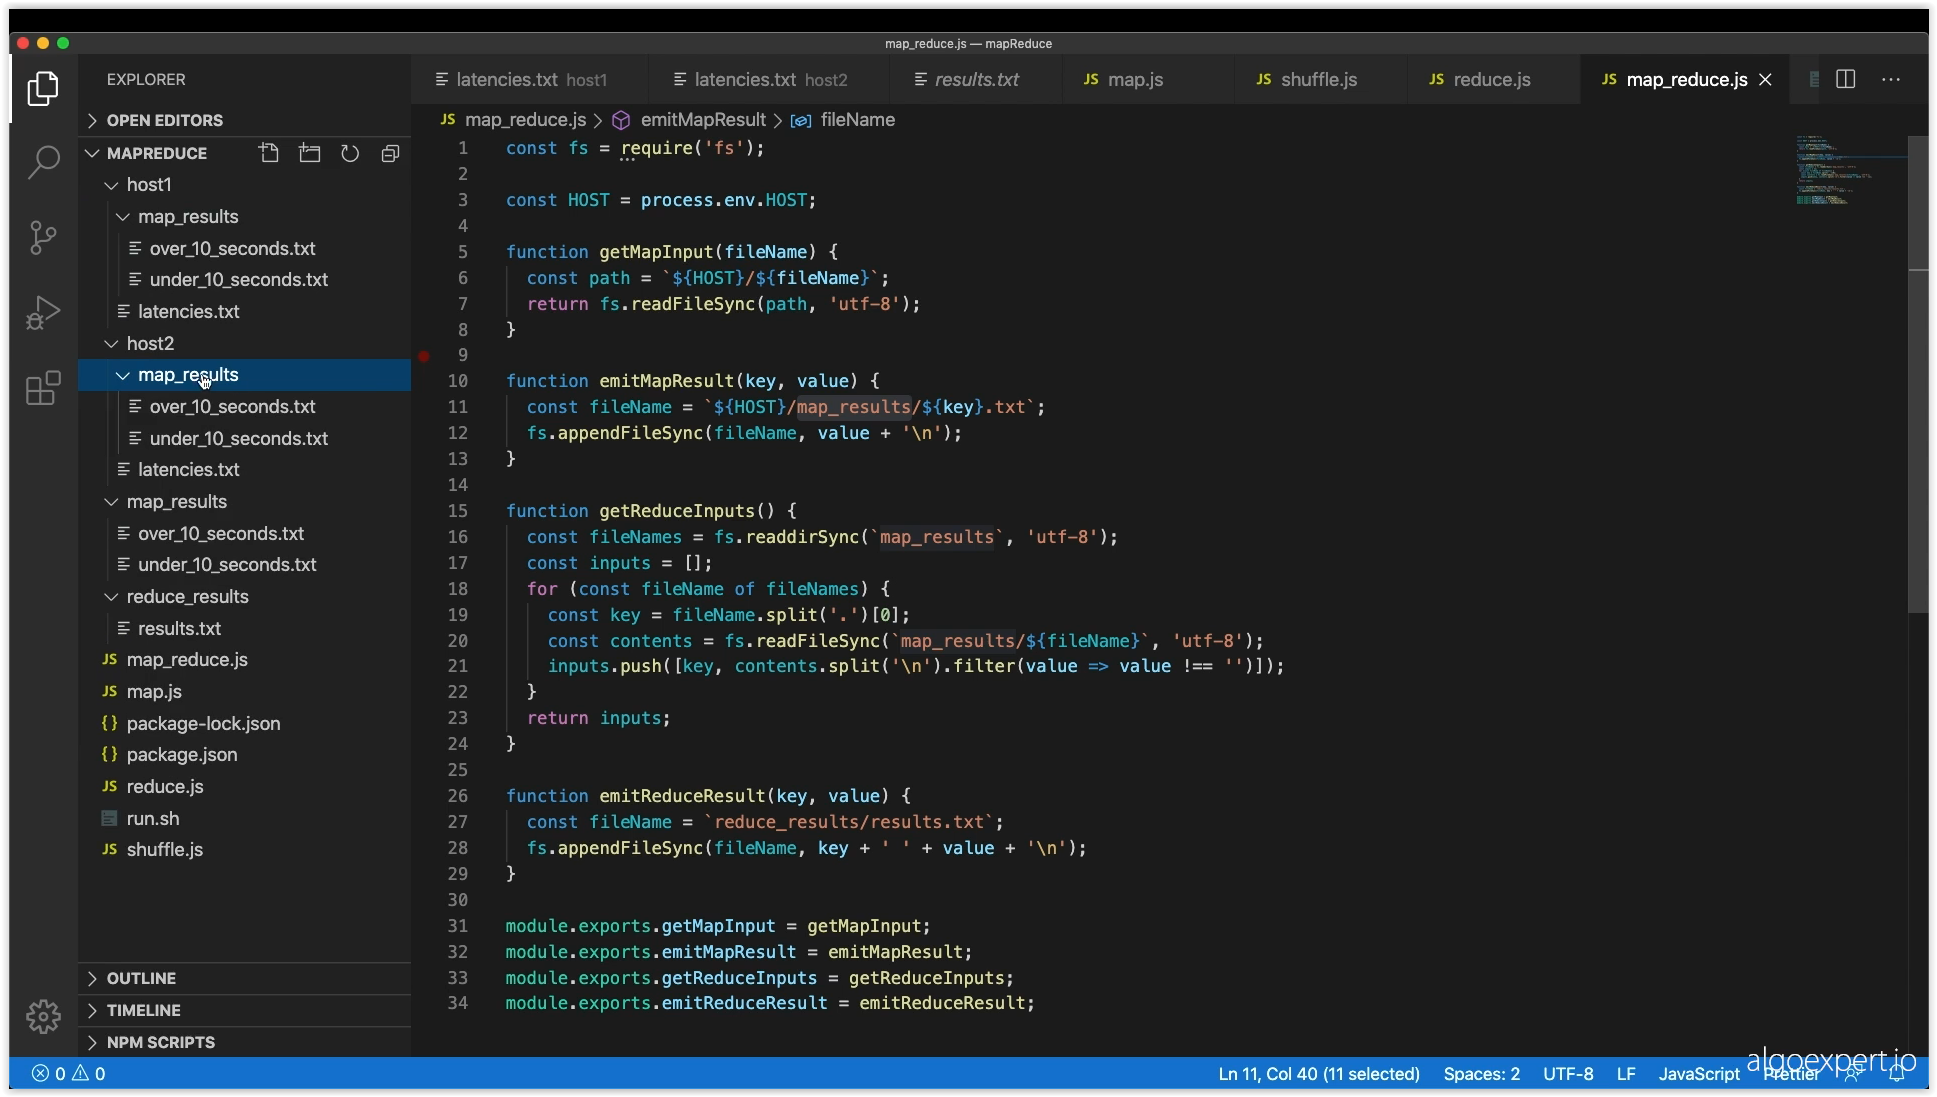 map_reduce.js — mapReduce
EXPLORER
latencies.txt host1
latencies.txt host2
results.txt
JS map.js
JS shuffle.js
JS reduce.js
JS map_reduce.js
OPEN EDITORS
MAPREDUCE
host1
map_results
over_10_seconds.txt
under_10_seconds.txt
latencies.txt
host2
map_results
over_10_seconds.txt
under_10_seconds.txt
latencies.txt
map_results
over_10_seconds.txt
under_10_seconds.txt
reduce_results
results.txt
JS map_reduce.js
JS map.js
{} package-lock.json
{} package.json
JS reduce.js
run.sh
JS shuffle.js
OUTLINE
TIMELINE
NPM SCRIPTS
JS map_reduce.js > emitMapResult > fileName
1 const fs = require('fs');
2
3 const HOST = process.env.HOST;
4
5 function getMapInput(fileName) {
6   const path = `${HOST}/${fileName}`;
7   return fs.readFileSync(path, 'utf-8');
8 }
9
10 function emitMapResult(key, value) {
11   const fileName = `${HOST}/map_results/${key}.txt`;
12   fs.appendFileSync(fileName, value + '\n');
13 }
14
15 function getReduceInputs() {
16   const fileNames = fs.readdirSync(`map_results`, 'utf-8');
17   const inputs = [];
18   for (const fileName of fileNames) {
19     const key = fileName.split('.')[0];
20     const contents = fs.readFileSync(`map_results/${fileName}`, 'utf-8');
21     inputs.push([key, contents.split('\n').filter(value => value !== '')]);
22   }
23   return inputs;
24 }
25
26 function emitReduceResult(key, value) {
27   const fileName = `reduce_results/results.txt`;
28   fs.appendFileSync(fileName, key + ' ' + value + '\n');
29 }
30
31 module.exports.getMapInput = getMapInput;
32 module.exports.emitMapResult = emitMapResult;
33 module.exports.getReduceInputs = getReduceInputs;
34 module.exports.emitReduceResult = emitReduceResult;
algoexpert.io
0 0
Ln 11, Col 40 (11 selected)
Spaces: 2
UTF-8
LF
JavaScript
Prettier